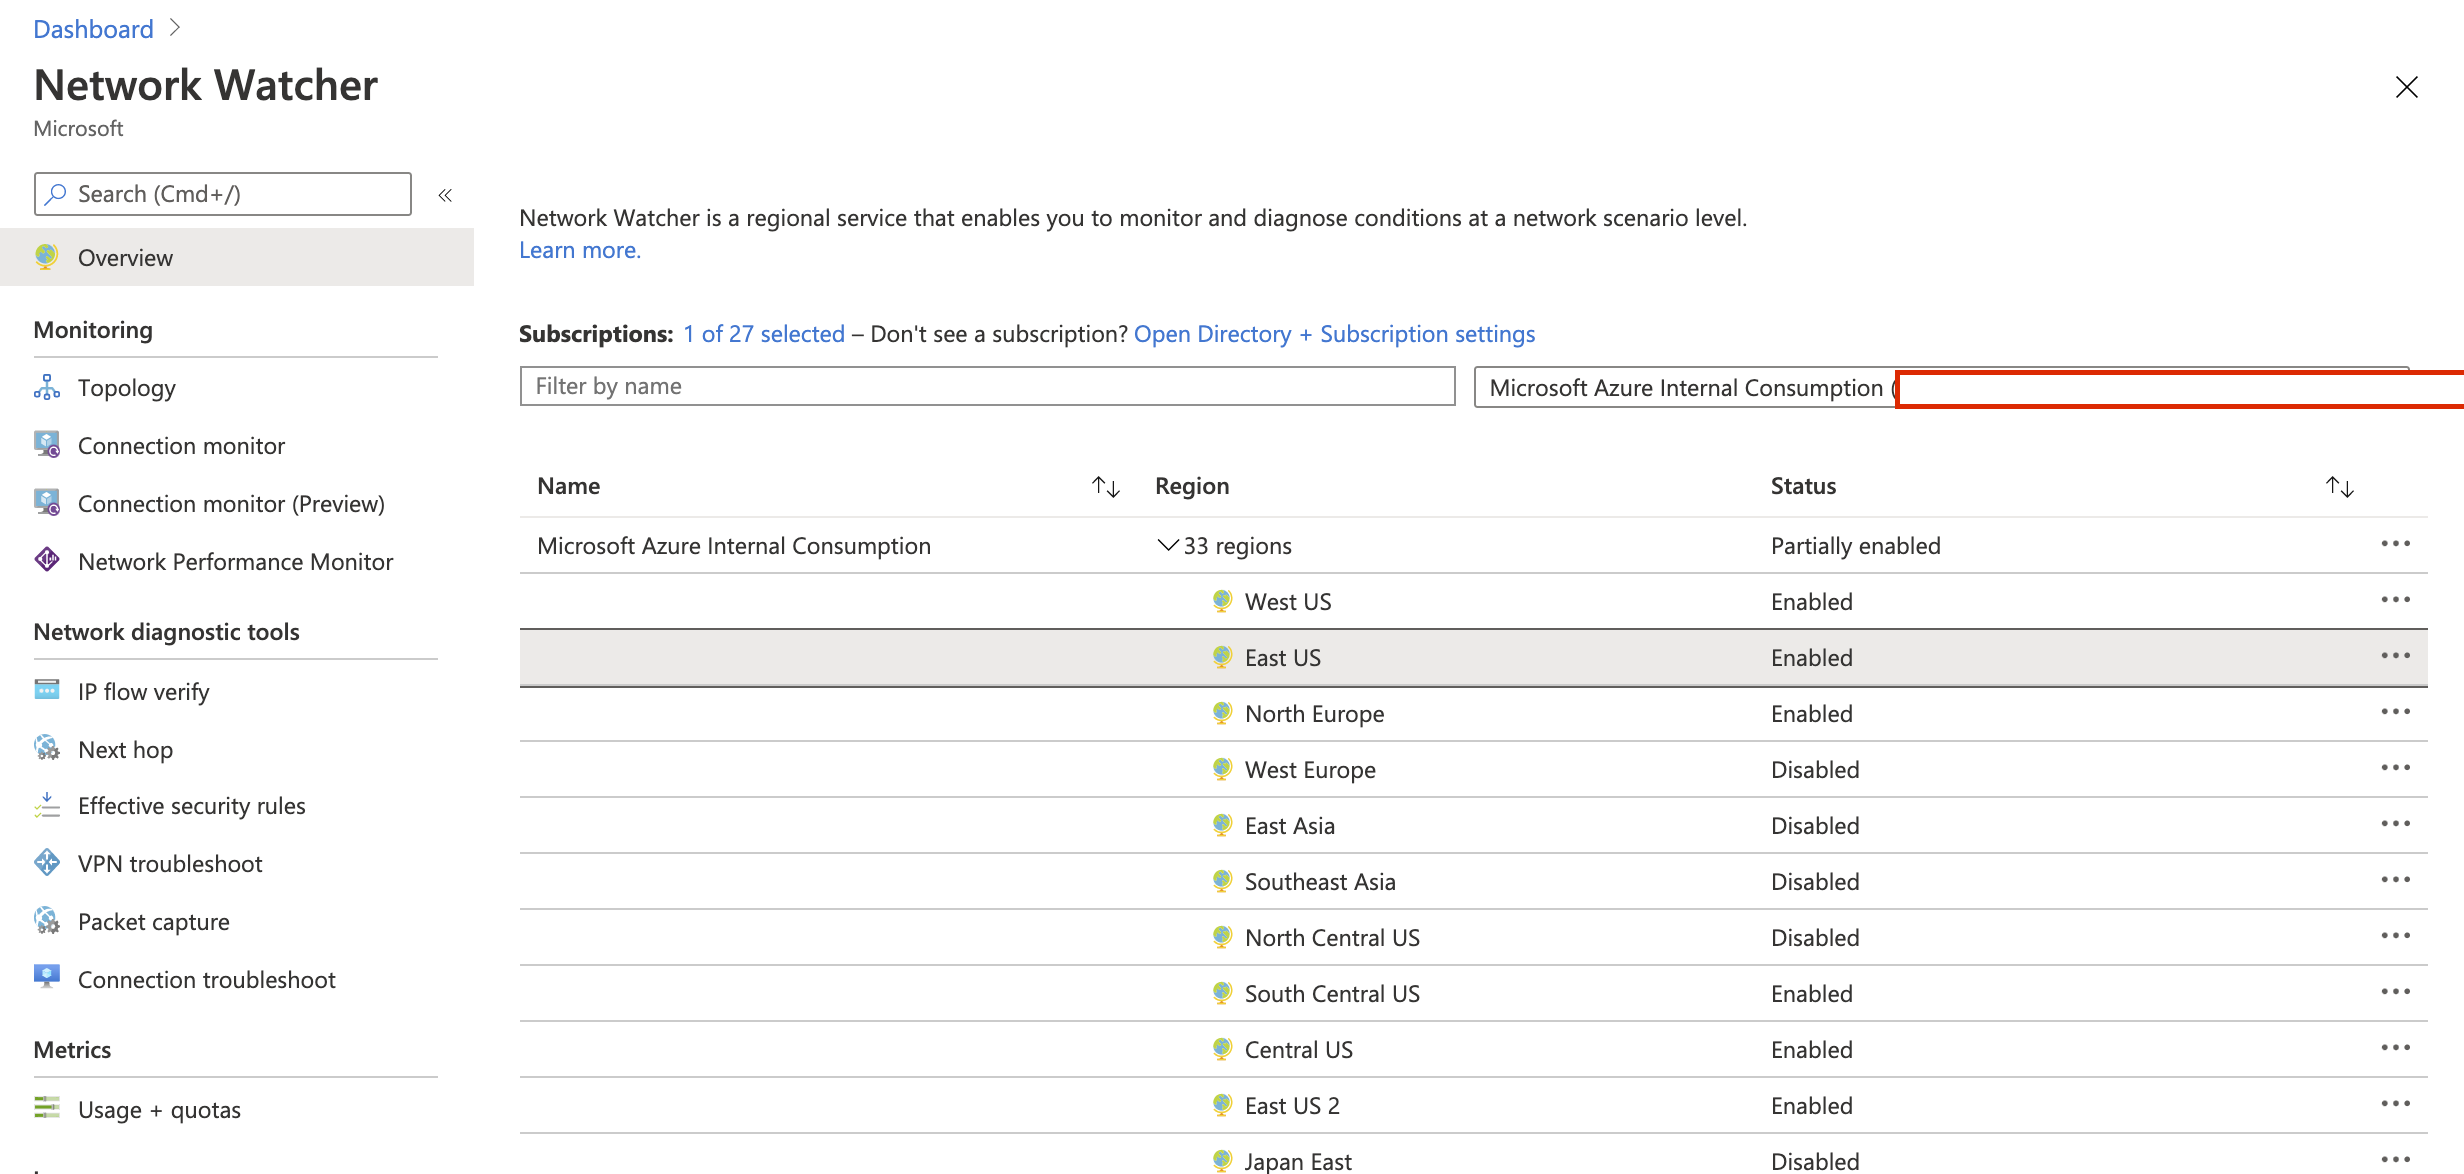 Dashboard
Network Watcher
Microsoft
Search (Cmd+/)
Overview
Monitoring
Topology
Connection monitor
Connection monitor (Preview)
Network Performance Monitor
Network diagnostic tools
IP flow verify
Next hop
Effective security rules
VPN troubleshoot
Packet capture
Connection troubleshoot
Metrics
Usage + quotas
Network Watcher is a regional service that enables you to monitor and diagnose conditions at a network scenario level.
Learn more.
Subscriptions: 1 of 27 selected – Don't see a subscription? Open Directory + Subscription settings
Filter by name
Microsoft Azure Internal Consumption (
Name Region Status
Microsoft Azure Internal Consumption 33 regions Partially enabled
West US Enabled
East US Enabled
North Europe Enabled
West Europe Disabled
East Asia Disabled
Southeast Asia Disabled
North Central US Disabled
South Central US Enabled
Central US Enabled
East US 2 Enabled
Japan East Disabled